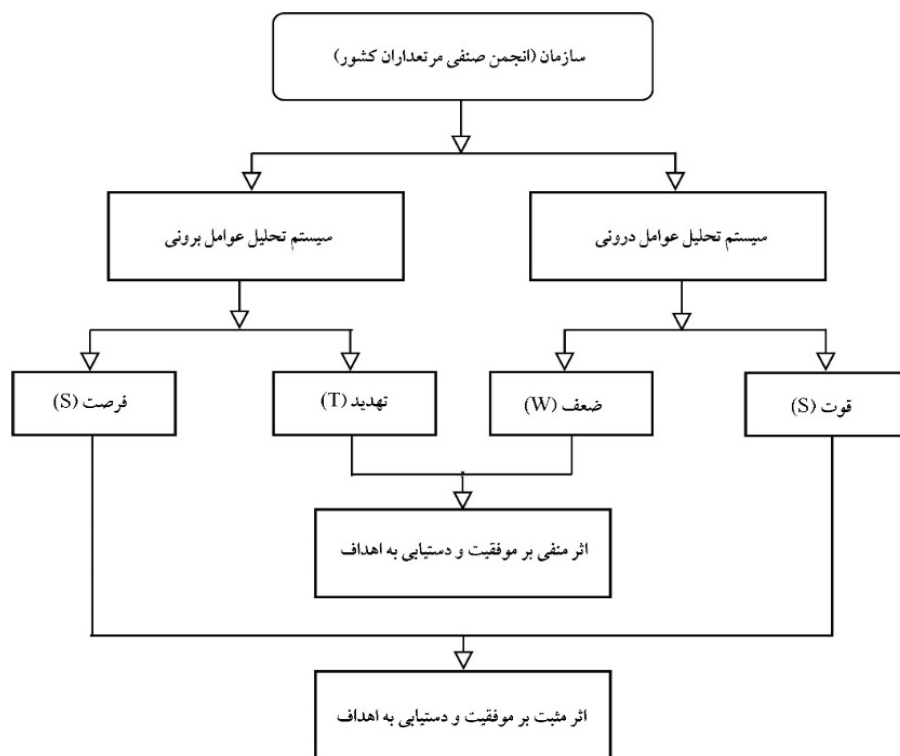 سازمان (انجمن صنفی مرتعداران کشور)
سیستم تحلیل عوامل درونی
سیستم تحلیل عوامل برونی
قوت (S)
ضعف (W)
تهدید (T)
فرصت (S)
اثر منفی بر موفقیت و دستیابی به اهداف
اثر مثبت بر موفقیت و دستیابی به اهداف